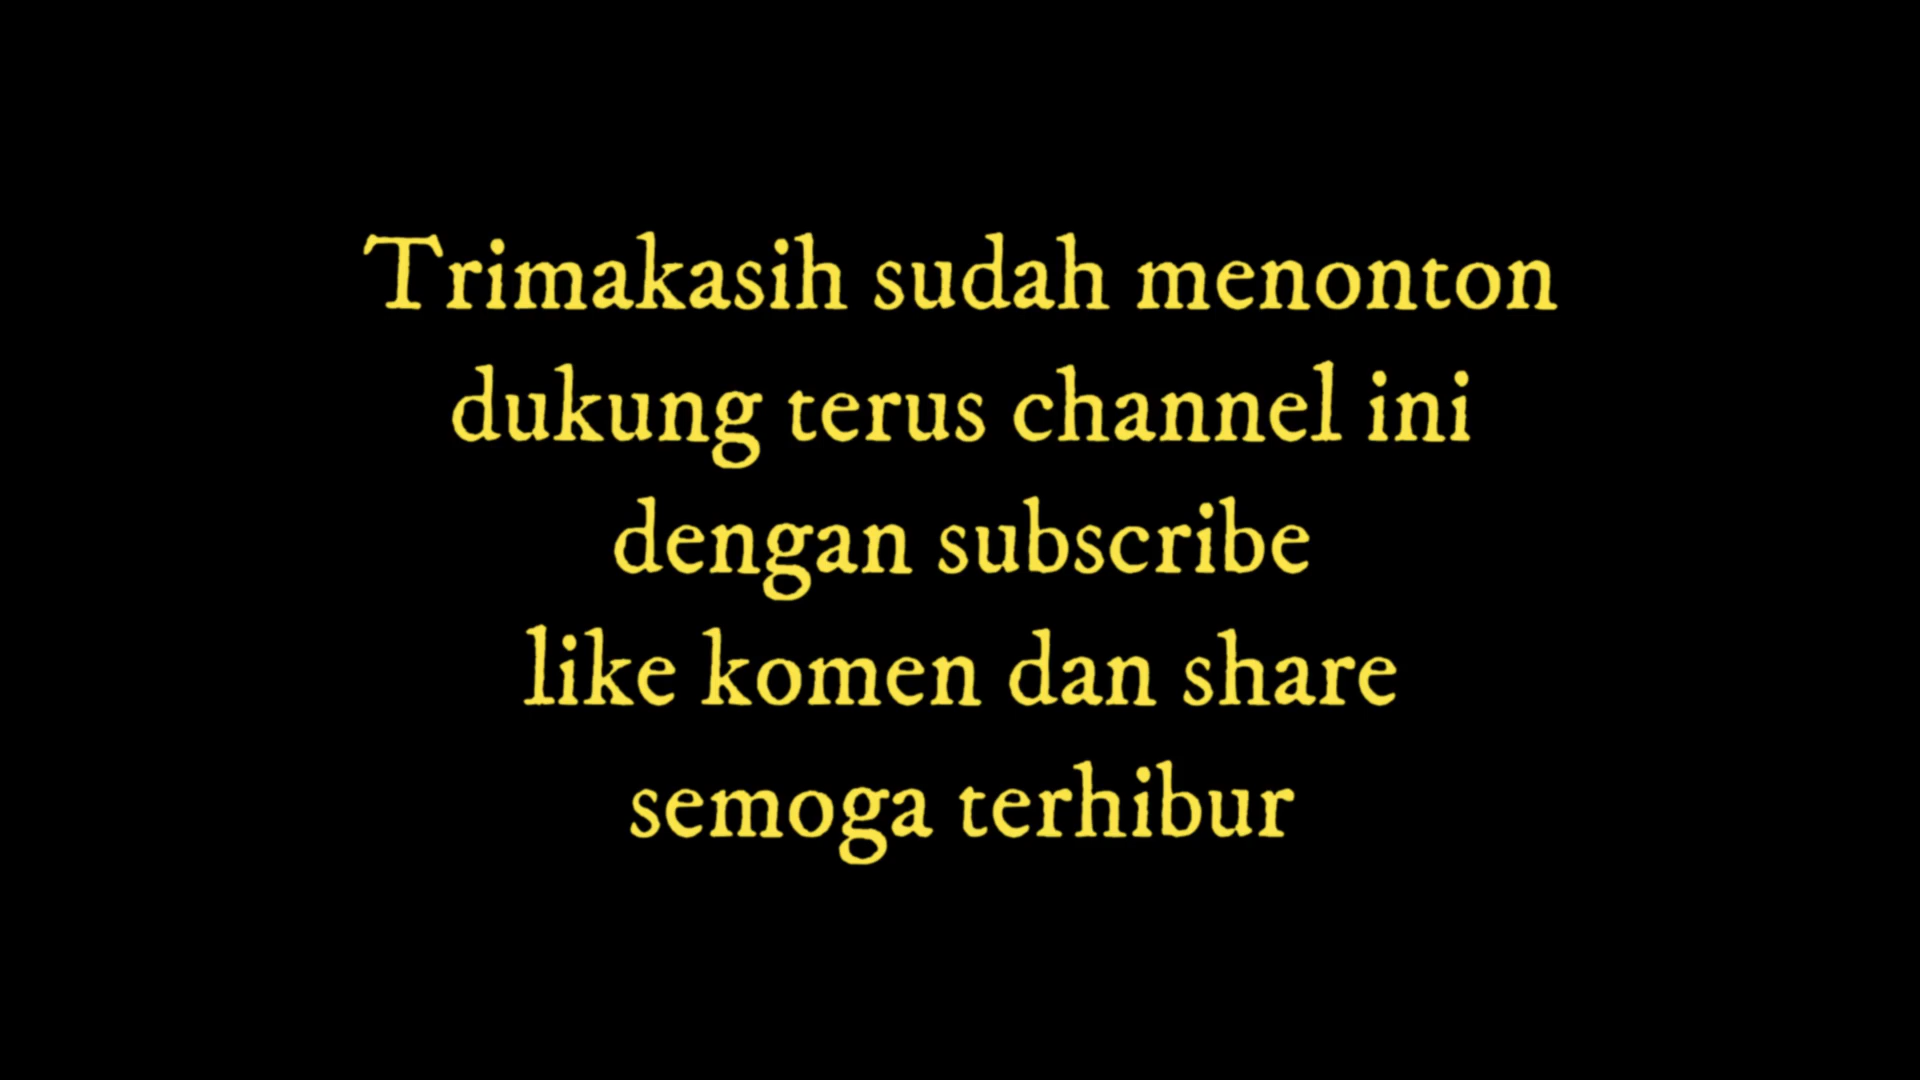 Trimakasih sudah menonton
dukung terus channel ini
dengan subscribe
like komen dan share
semoga terhibur